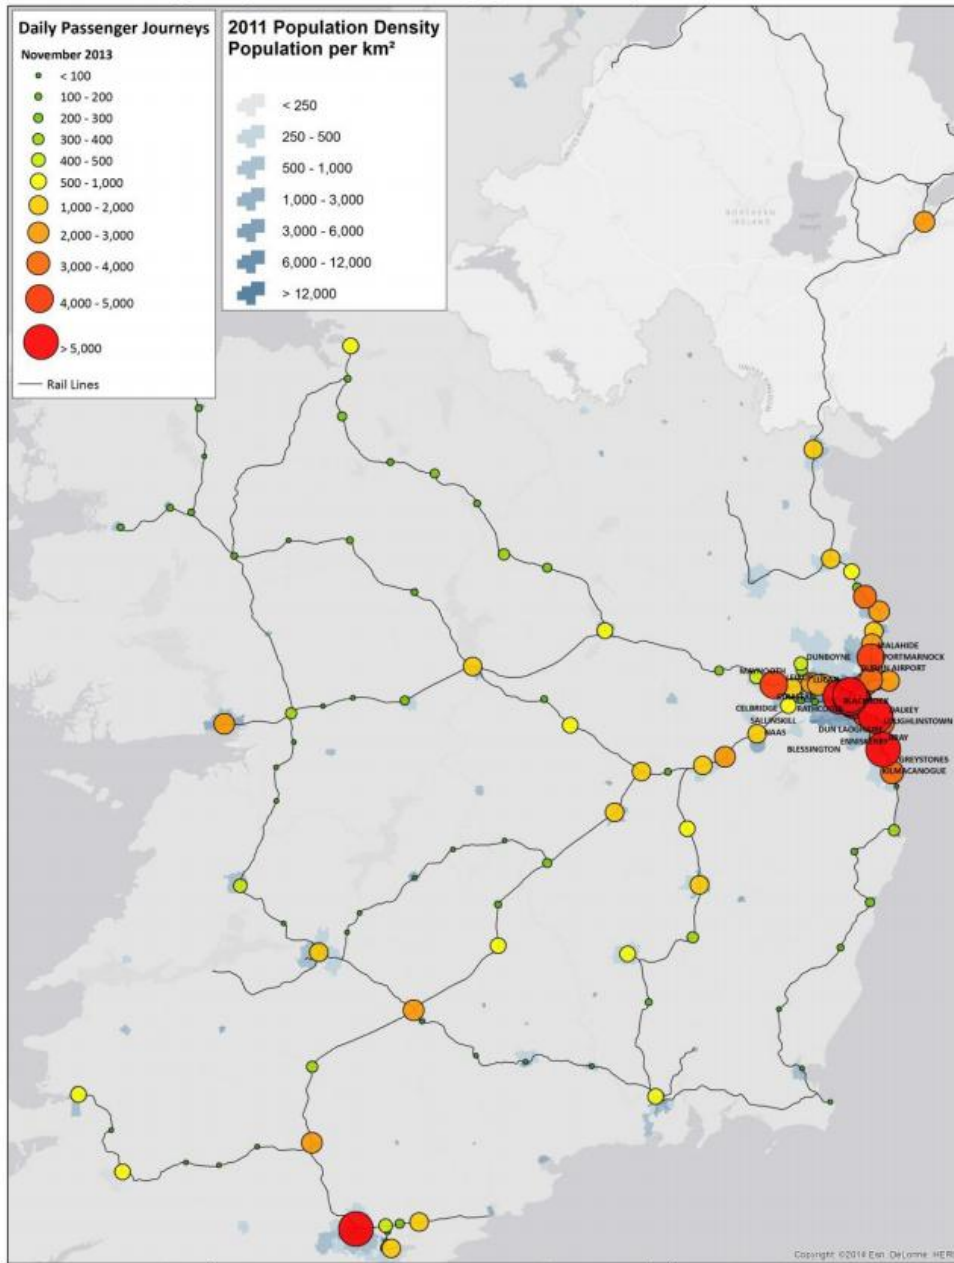 Daily Passenger Journeys
November 2013
< 100
100 - 200
200 - 300
300 - 400
400 - 500
500 - 1,000
1,000 - 2,000
2,000 - 3,000
3,000 - 4,000
4,000 - 5,000
> 5,000
Rail Lines
2011 Population Density
Population per km²
< 250
250 - 500
500 - 1,000
1,000 - 3,000
3,000 - 6,000
6,000 - 12,000
> 12,000
NORTHERN
IRELAND
MALAHIDE
DUNBOYNE
PORTMARNOCK
AIRPORT
MAYNOOTH
CELBRIDGE
DALKEY
SALLINSKILL
LOUGHLINSTOWN
NAAS
DUN LAOGHAIRE
BRAY
BLESSINGTON
GREYSTONES
KILMACANOGUE
Copyright: ©2014 Esri, DeLorme, HERE